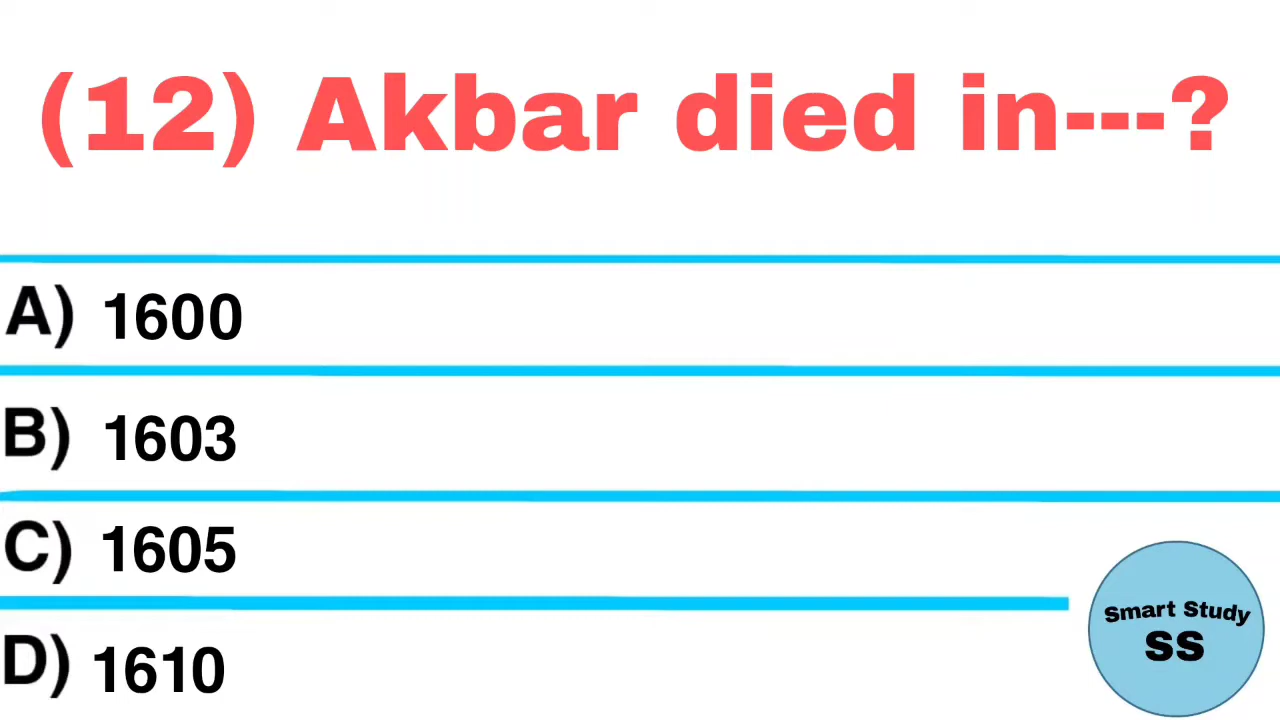 (12) Akbar died in---?
A) 1600
B) 1603
C) 1605
D) 1610
Smart Study
SS